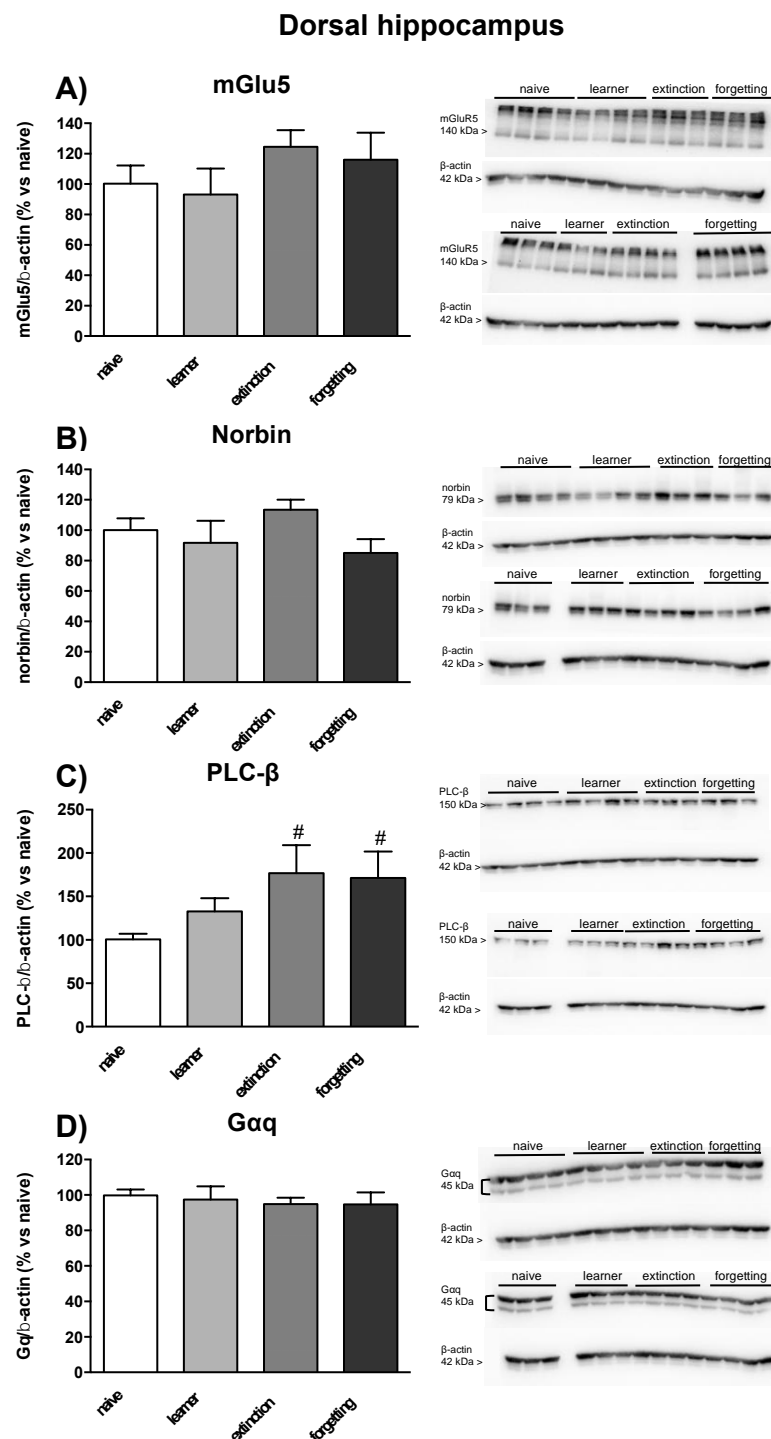 Dorsal hippocampus
A)
mGlu5
mGlu5/b-actin (% vs naive)
140
120
100
80
60
40
20
0
naive
learner
extinction
forgetting
naive learner extinction forgetting
mGluR5
140 kDa >
β-actin
42 kDa >
naive learner extinction forgetting
mGluR5
140 kDa >
β-actin
42 kDa >
B)
Norbin
norbin/b-actin (% vs naive)
140
120
100
80
60
40
20
0
naive
learner
extinction
forgetting
naive learner extinction forgetting
norbin
79 kDa >
β-actin
42 kDa >
naive learner extinction forgetting
norbin
79 kDa >
β-actin
42 kDa >
C)
PLC-β
PLC-b/b-actin (% vs naive)
250
200
150
100
50
0
# #
naive
learner
extinction
forgetting
naive learner extinction forgetting
PLC-β
150 kDa >
β-actin
42 kDa >
naive learner extinction forgetting
PLC-β
150 kDa >
β-actin
42 kDa >
D)
Gαq
Gq/b-actin (% vs naive)
120
100
80
60
40
20
0
naive
learner
extinction
forgetting
naive learner extinction forgetting
Gαq
45 kDa
β-actin
42 kDa >
naive learner extinction forgetting
Gαq
45 kDa
β-actin
42 kDa >